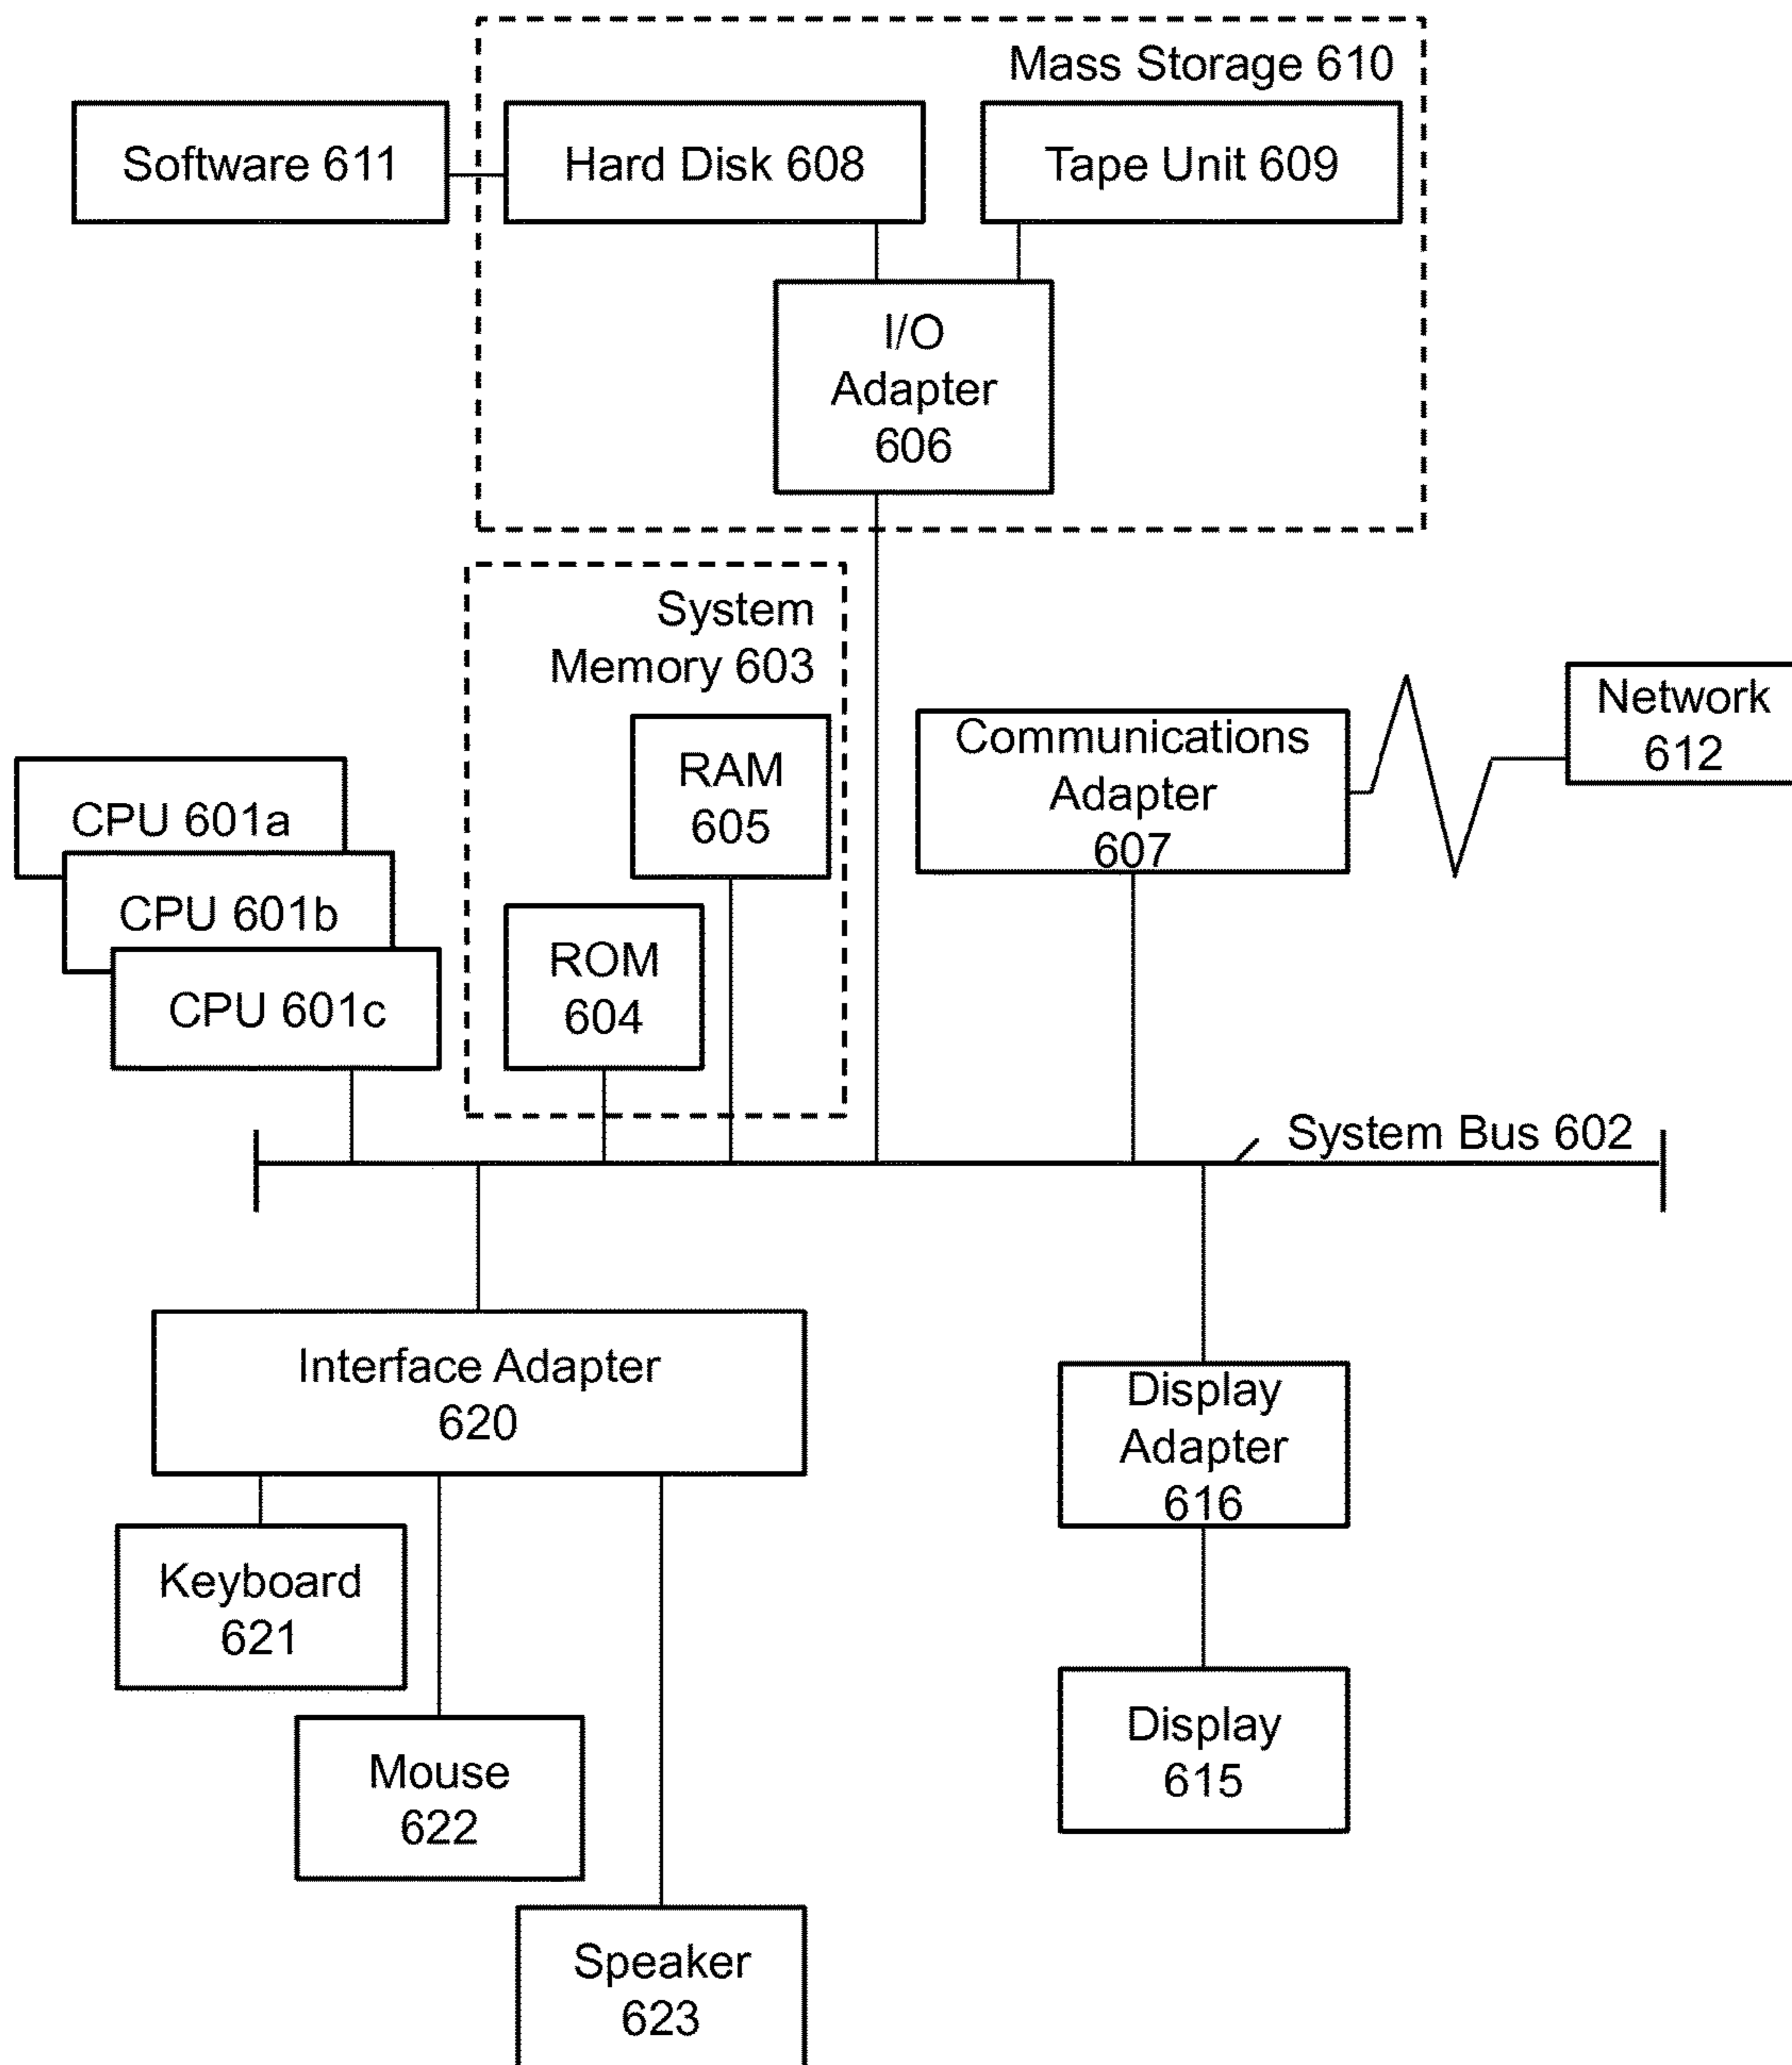 Mass Storage 610
Software 611
Hard Disk 608
Tape Unit 609
I/O
Adapter
606
System
Memory 603
RAM
605
ROM
604
Communications
Adapter
607
Network
612
CPU 601a
CPU 601b
CPU 601c
System Bus 602
Interface Adapter
620
Display
Adapter
616
Keyboard
621
Mouse
622
Display
615
Speaker
623